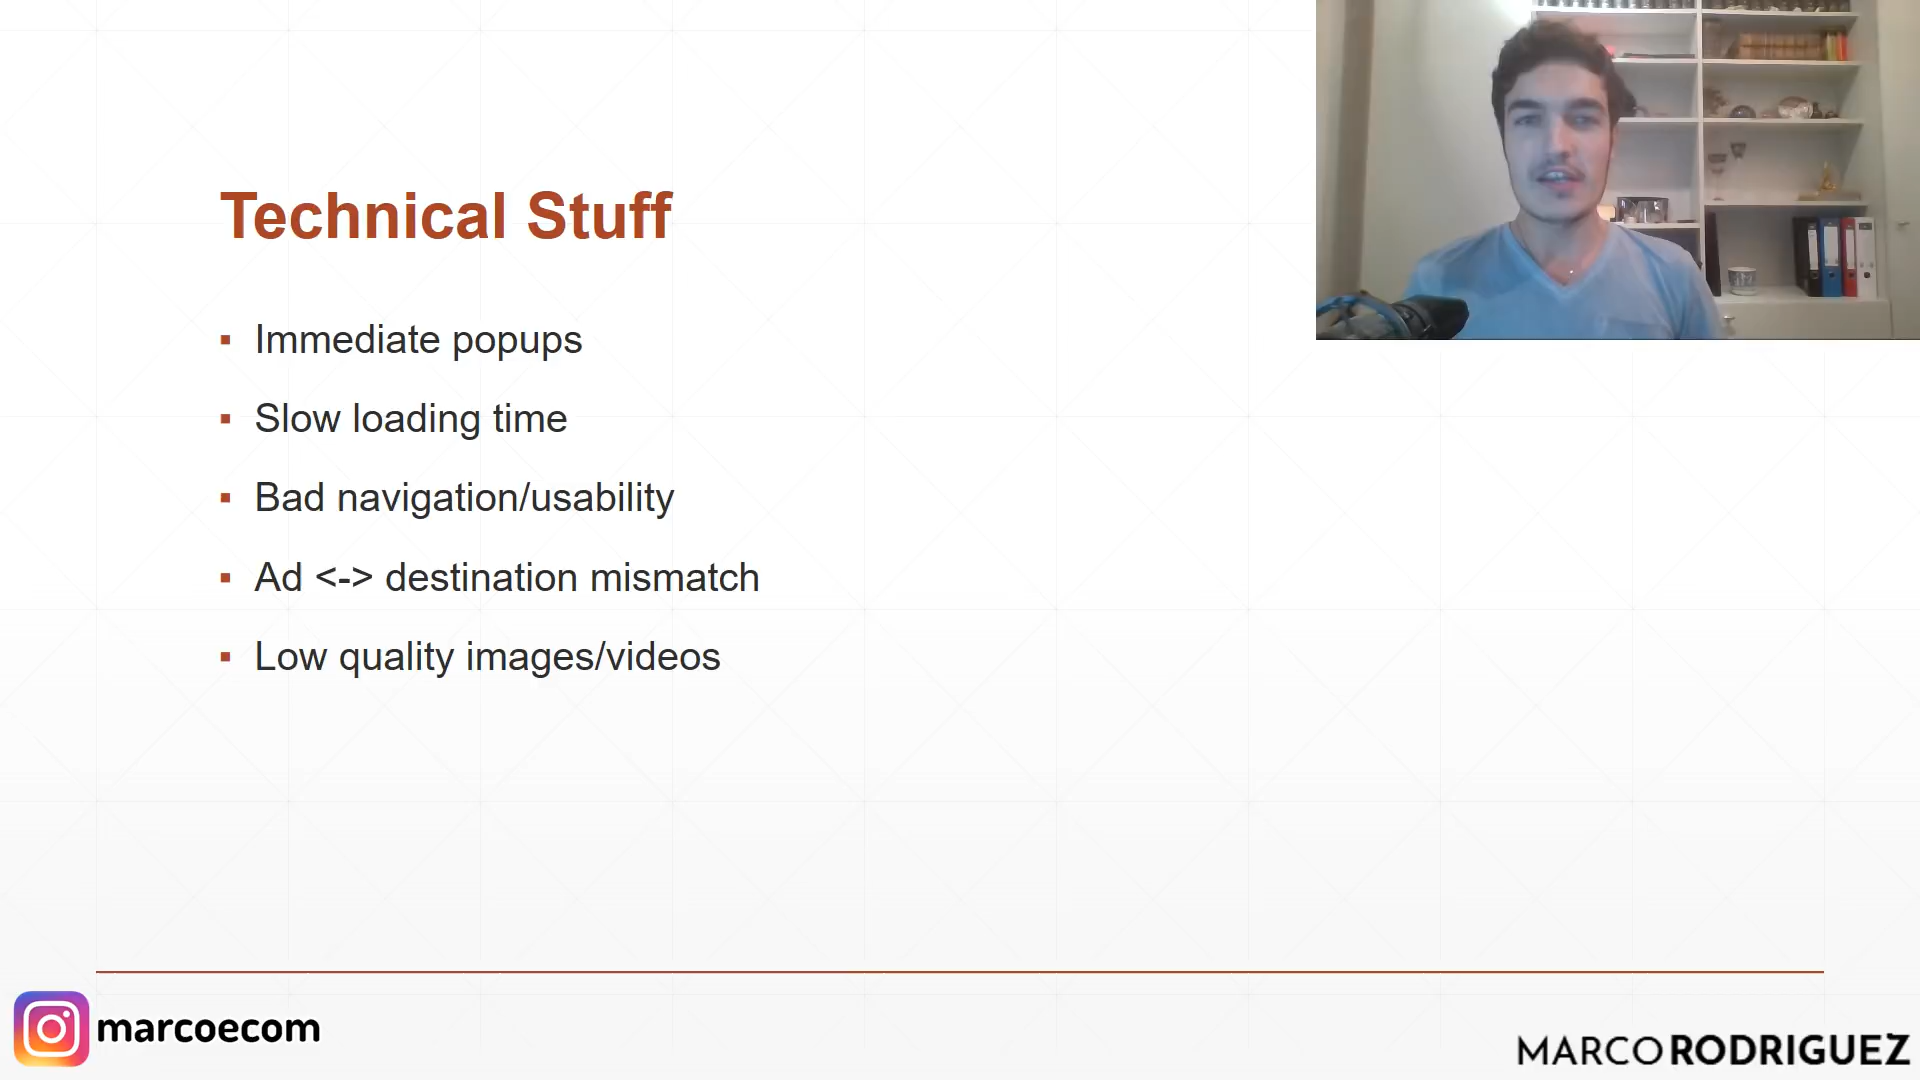 Technical Stuff
▪ Immediate popups
▪ Slow loading time
▪ Bad navigation/usability
▪ Ad <-> destination mismatch
▪ Low quality images/videos
marcoecom
MARCO RODRIGUEZ